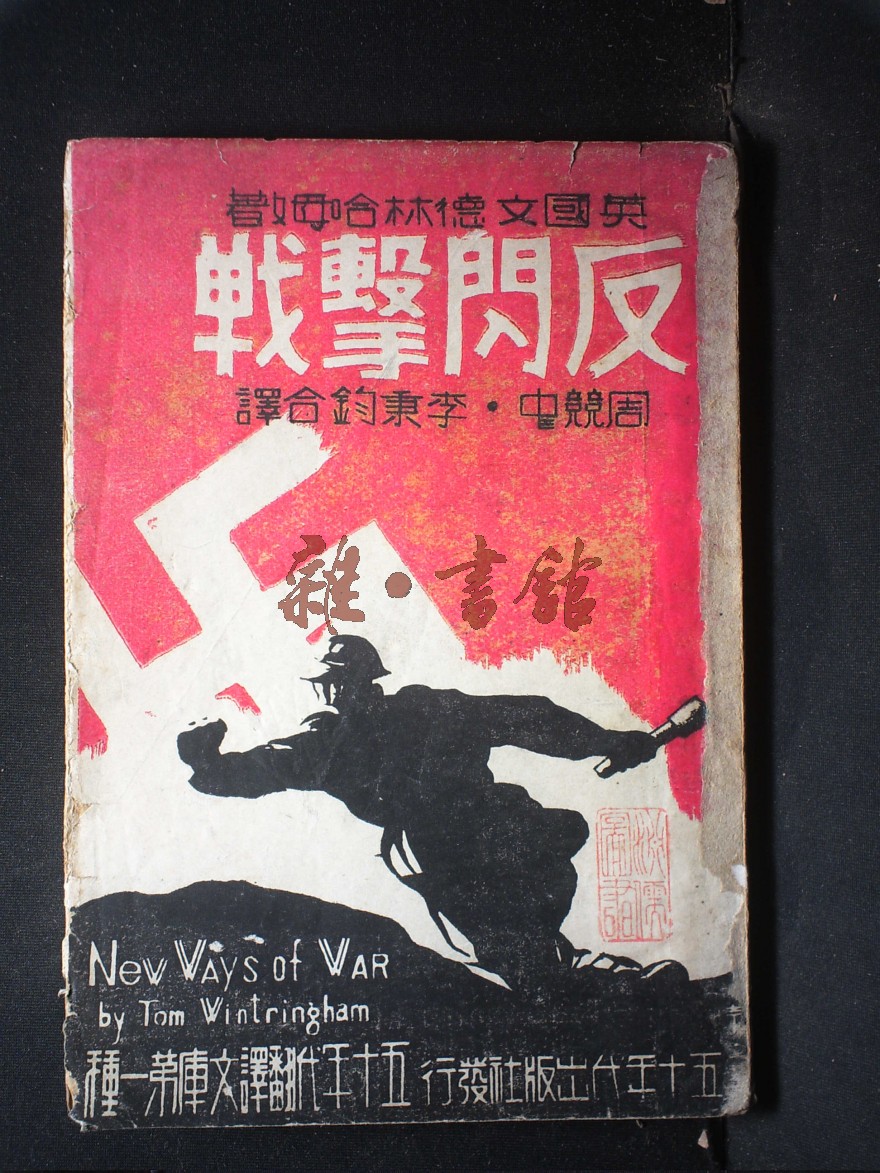 英國文德林哈姆著
反閃擊戰
周競中・李秉鈞合譯
雜・書館
New Ways of War
by Tom Wintringham
五十年代出版社發行
五十年代翻譯文庫第一種